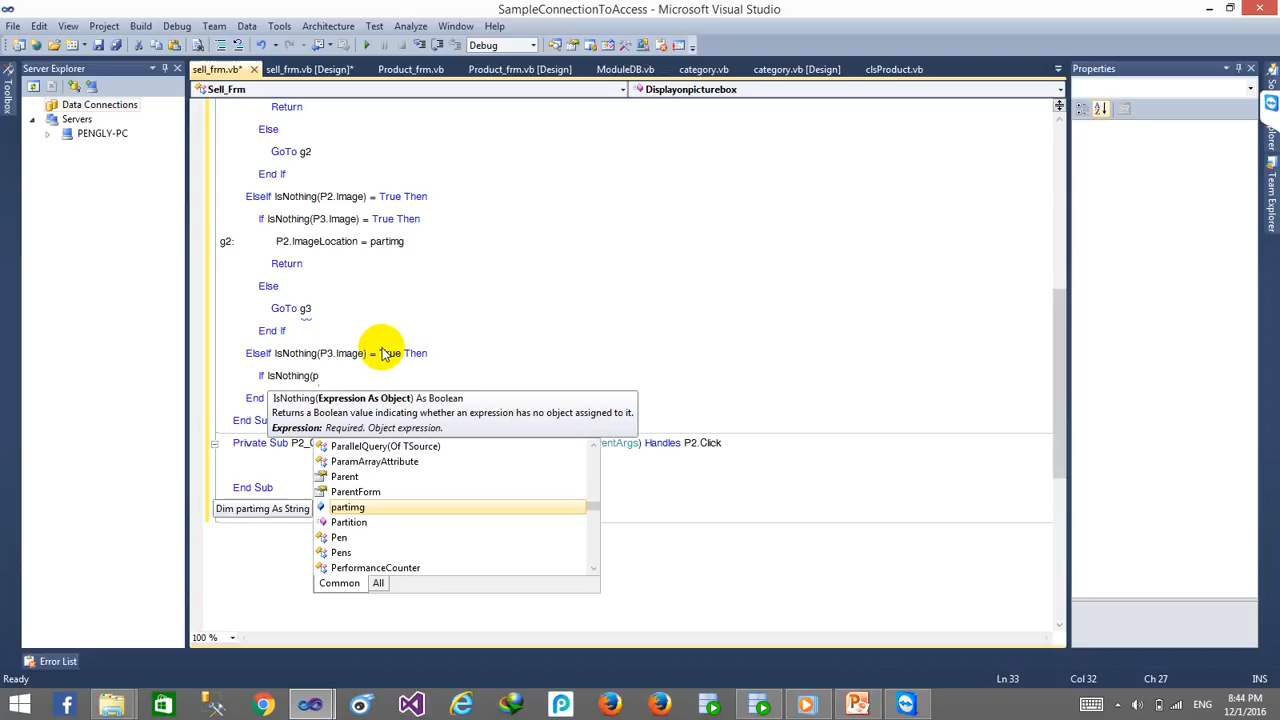 SampleConnectionToAccess - Microsoft Visual Studio
File Edit View Project Build Debug Team Data Tools Architecture Test Analyze Window Help
Debug
Server Explorer
sell_frm.vb* sell_frm.vb [Design]* Product_frm.vb Product_frm.vb [Design] ModuleDB.vb category.vb category.vb [Design] clsProduct.vb
Properties
Toolbox
Sell_Frm
Displayonpicturebox
Data Connections
Servers
PENGLY-PC
Team Explorer
Return
Else
GoTo g2
End If
ElseIf IsNothing(P2.Image) = True Then
If IsNothing(P3.Image) = True Then
g2: P2.ImageLocation = partimg
Return
Else
GoTo g3
End If
ElseIf IsNothing(P3.Image) = True Then
If IsNothing(p
End
IsNothing(Expression As Object) As Boolean
Returns a Boolean value indicating whether an expression has no object assigned to it.
Expression: Required. Object expression.
End Su
Private Sub P2_ entArgs) Handles P2.Click
End Sub
Dim partimg As String
ParallelQuery(Of TSource)
ParamArrayAttribute
Parent
ParentForm
partimg
Partition
Pen
Pens
PerformanceCounter
Common All
100 %
Error List
Ready
Ln 33 Col 32 Ch 27 INS
8:44 PM
12/1/2016